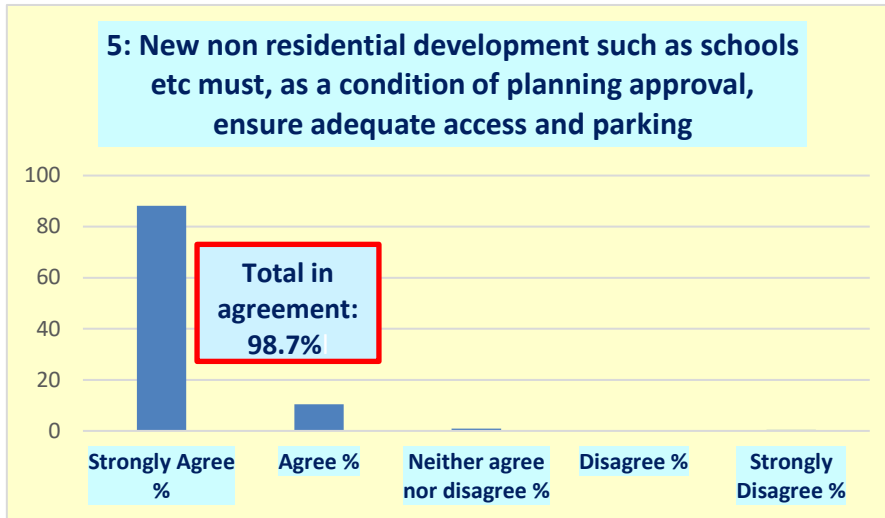 5: New non residential development such as schools
etc must, as a condition of planning approval,
ensure adequate access and parking
100
80
60
40
20
0
Total in
agreement:
98.7%
Strongly Agree
%
Agree %
Neither agree
nor disagree %
Disagree %
Strongly
Disagree %